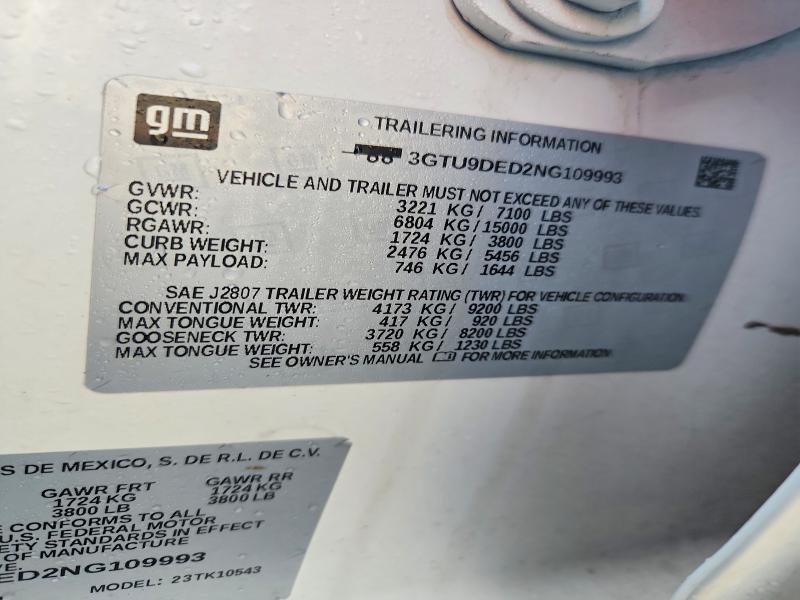 gm
TRAILERING INFORMATION
3GTU9DED2NG109993
VEHICLE AND TRAILER MUST NOT EXCEED ANY OF THESE VALUES
GVWR: 3221 KG/ 7100 LBS
GCWR: 6804 KG/15000 LBS
RGAWR: 1724 KG/ 3800 LBS
CURB WEIGHT: 2476 KG/ 5456 LBS
MAX PAYLOAD: 746 KG/ 1644 LBS
SAE J2807 TRAILER WEIGHT RATING (TWR) FOR VEHICLE CONFIGURATION:
CONVENTIONAL TWR: 4173 KG/ 9200 LBS
MAX TONGUE WEIGHT: 417 KG/ 920 LBS
GOOSENECK TWR: 3720 KG/ 8200 LBS
MAX TONGUE WEIGHT: 558 KG/ 1230 LBS
SEE OWNER'S MANUAL FOR MORE INFORMATION
S DE MEXICO, S. DE R.L. DE C.V.
GAWR FRT GAWR RR
1724 KG 1724 KG
3800 LB 3800 LB
E CONFORMS TO ALL
U.S. FEDERAL MOTOR
ETY STANDARDS IN EFFECT
OF MANUFACTURE
VE.
ED2NG109993
MODEL: 23TK10543